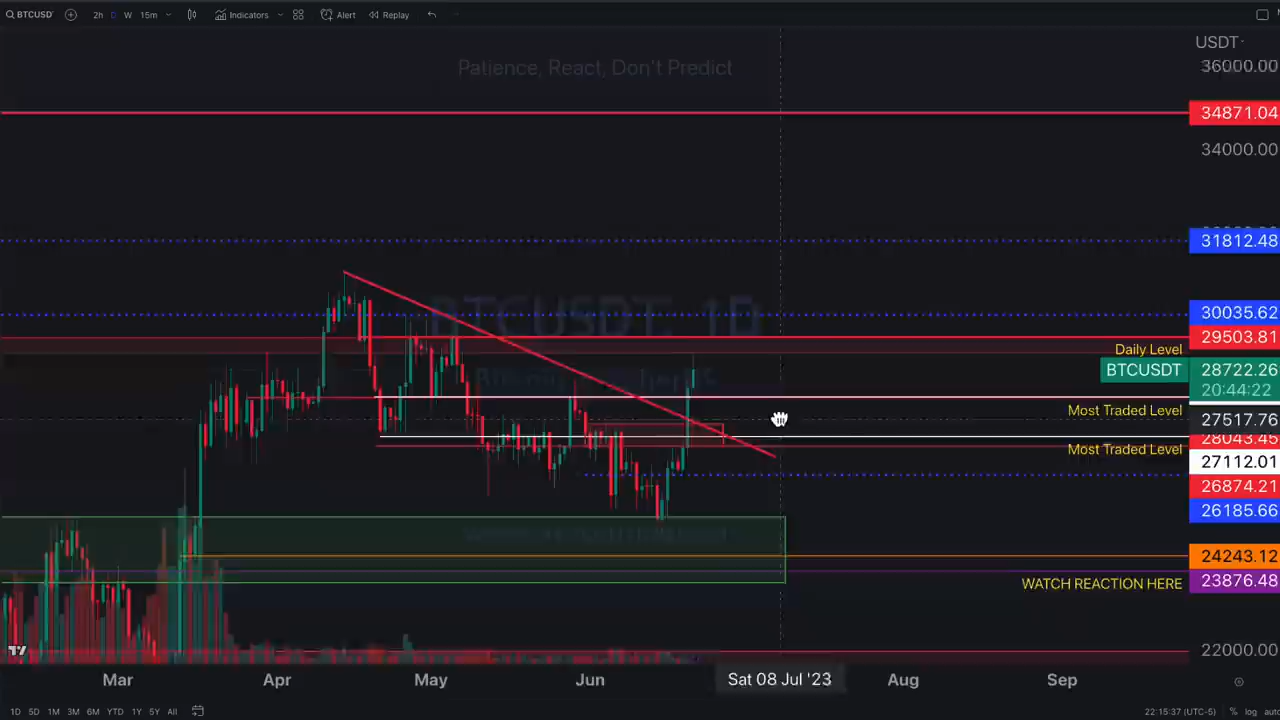 BTCUSD 2h D W 15m Indicators Alert Replay
USDT
Patience, React, Don't Predict
36000.00
34871.04
34000.00
31812.48
BTCUSDT, 1D
30035.62
29503.81
Daily Level
BTCUSDT 28722.26
20:44:22
Most Traded Level
27517.76
28043.45
Most Traded Level
27112.01
26874.21
26185.66
24243.12
WATCH REACTION HERE 23876.48
22000.00
Mar Apr May Jun Sat 08 Jul '23 Aug Sep
1D 5D 1M 3M 6M YTD 1Y 5Y All 22:15:37 (UTC-5) % log auto